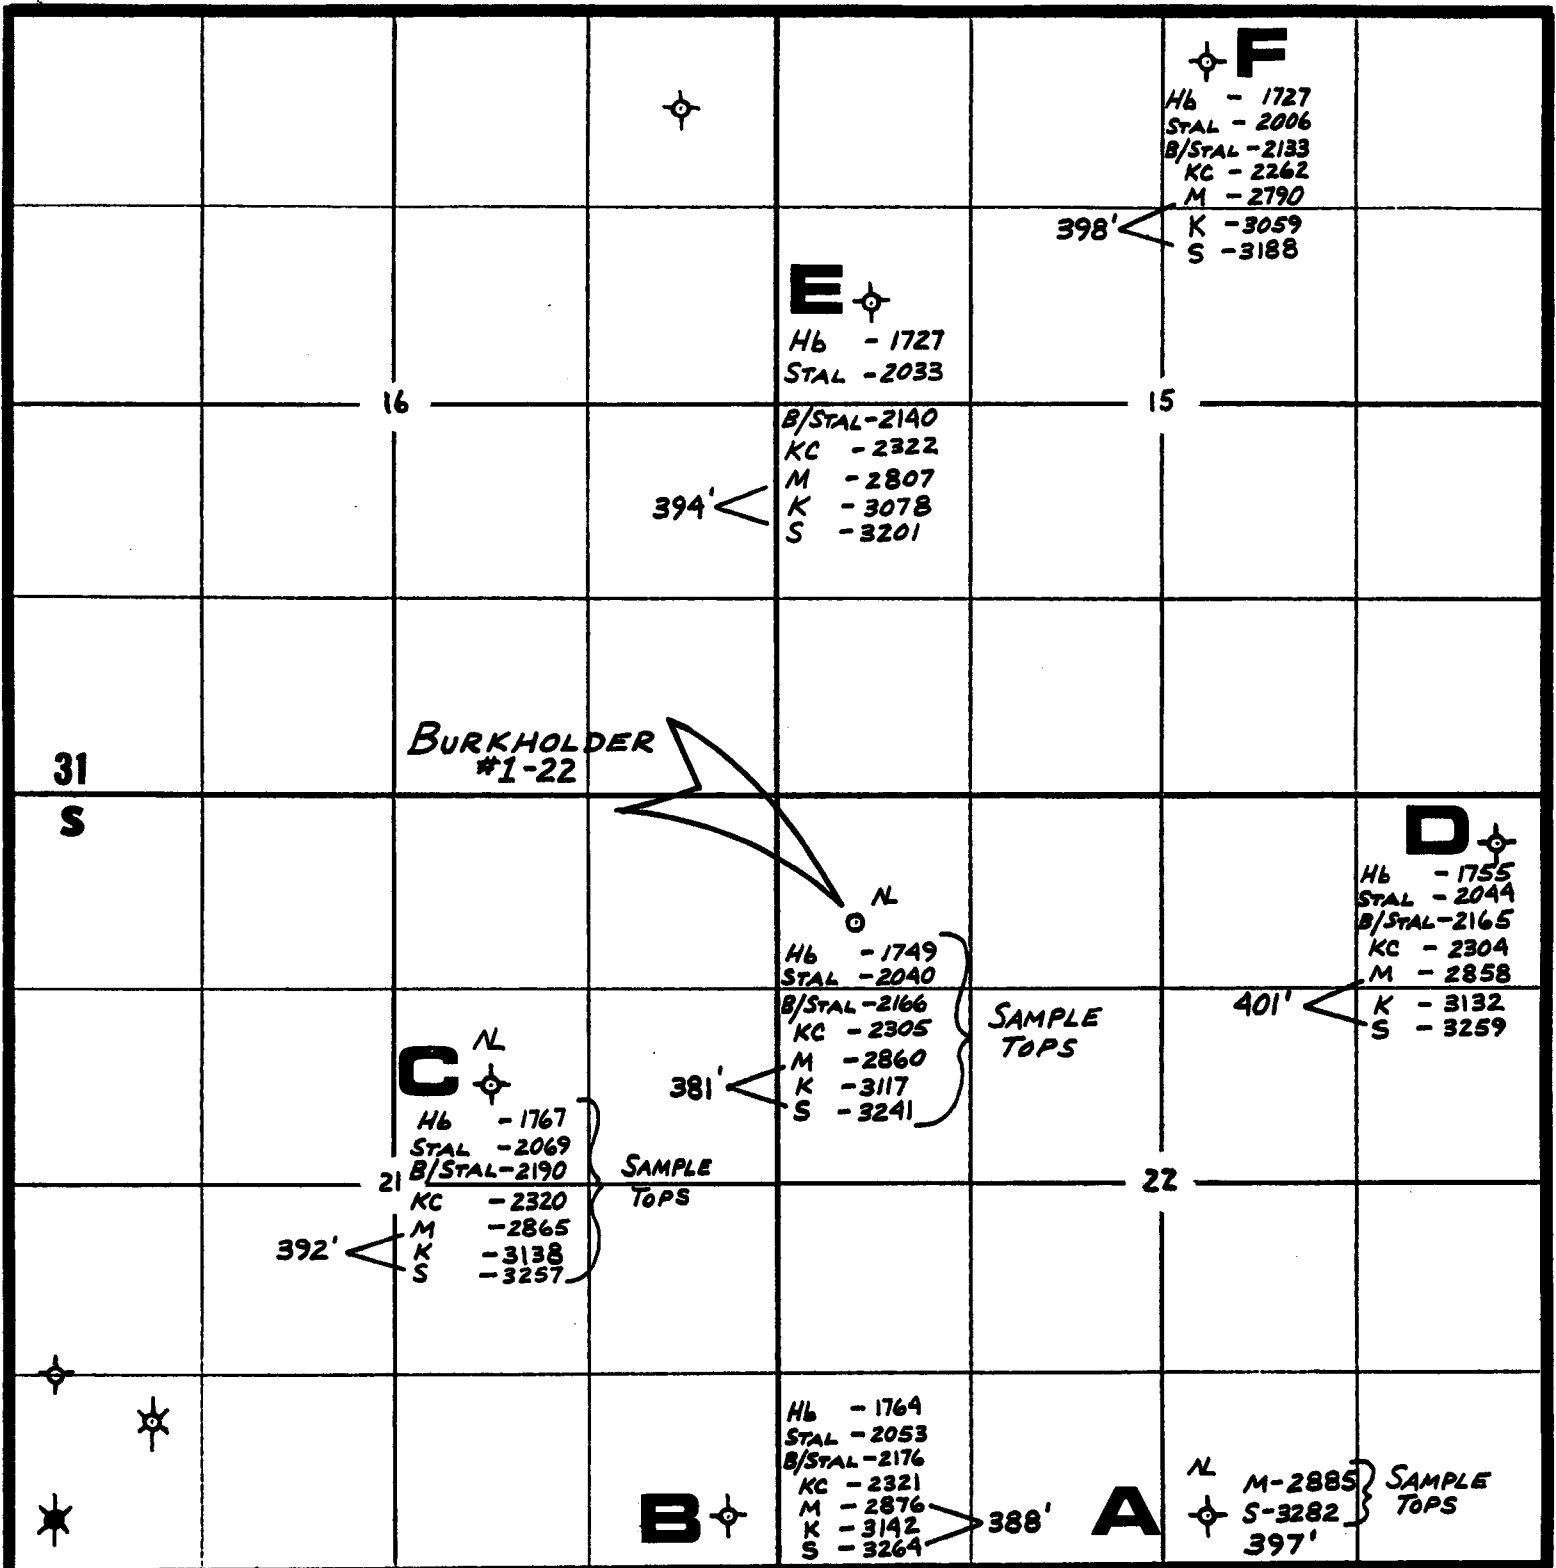 F
Hb - 1727
STAL - 2006
B/STAL - 2133
KC - 2262
M - 2790
K - 3059
S - 3188
398'
E
Hb - 1727
STAL - 2033
B/STAL - 2140
KC - 2322
M - 2807
K - 3078
S - 3201
394'
16
15
BURKHOLDER
#1-22
31
S
D
Hb - 1755
STAL - 2044
B/STAL - 2165
KC - 2304
M - 2858
K - 3132
S - 3259
401'
NL
Hb - 1749
STAL - 2040
B/STAL - 2166
KC - 2305
M - 2860
K - 3117
S - 3241
381'
SAMPLE
TOPS
C
NL
Hb - 1767
STAL - 2069
B/STAL - 2190
KC - 2320
M - 2865
K - 3138
S - 3257
392'
SAMPLE
TOPS
21
22
B
Hb - 1764
STAL - 2053
B/STAL - 2176
KC - 2321
M - 2876
K - 3142
S - 3264
388'
A
NL
M - 2885
S - 3282
397'
SAMPLE
TOPS